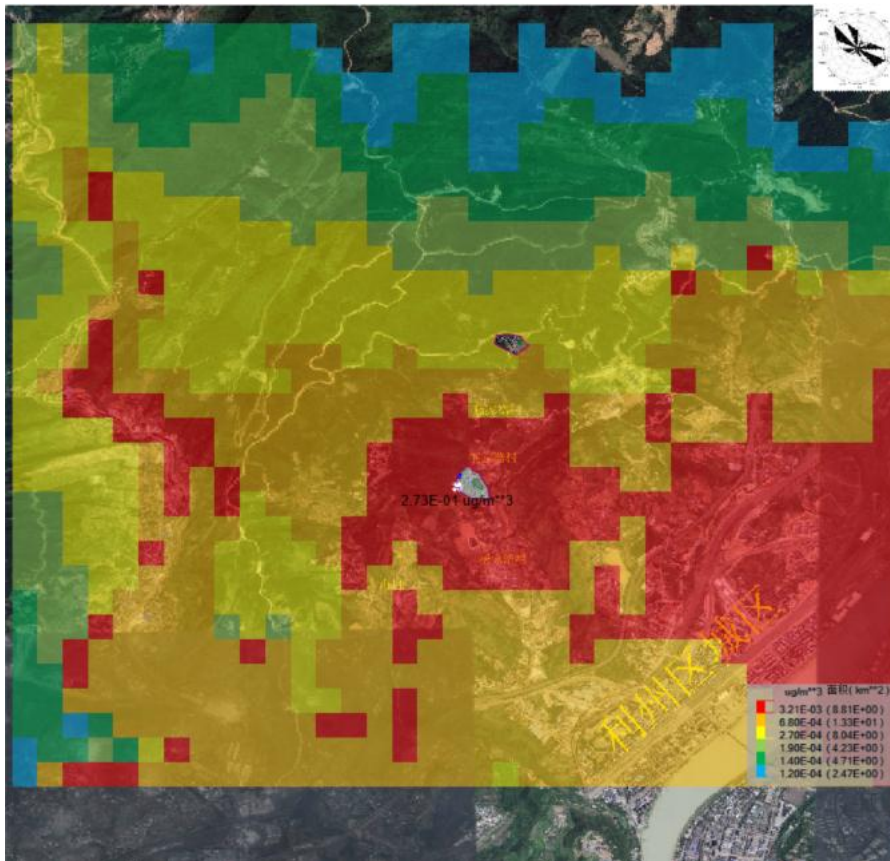 2.73E-01 ug/m**3
利州区城区
ug/m**3 面积( km**2.)
3.21E-03 ( 8.81E+00 )
6.80E-04 ( 1.33E+01 )
2.70E-04 ( 8.04E+00 )
1.90E-04 ( 4.23E+00 )
1.40E-04 ( 4.71E+00 )
1.20E-04 ( 2.47E+00 )